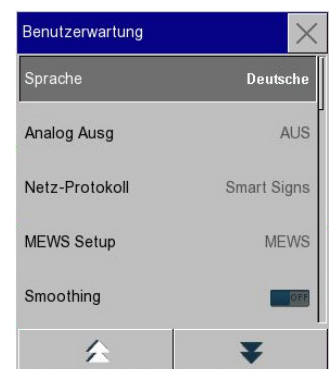 Benutzerwartung
Sprache Deutsche
Analog Ausg AUS
Netz-Protokoll Smart Signs
MEWS Setup MEWS
Smoothing OFF